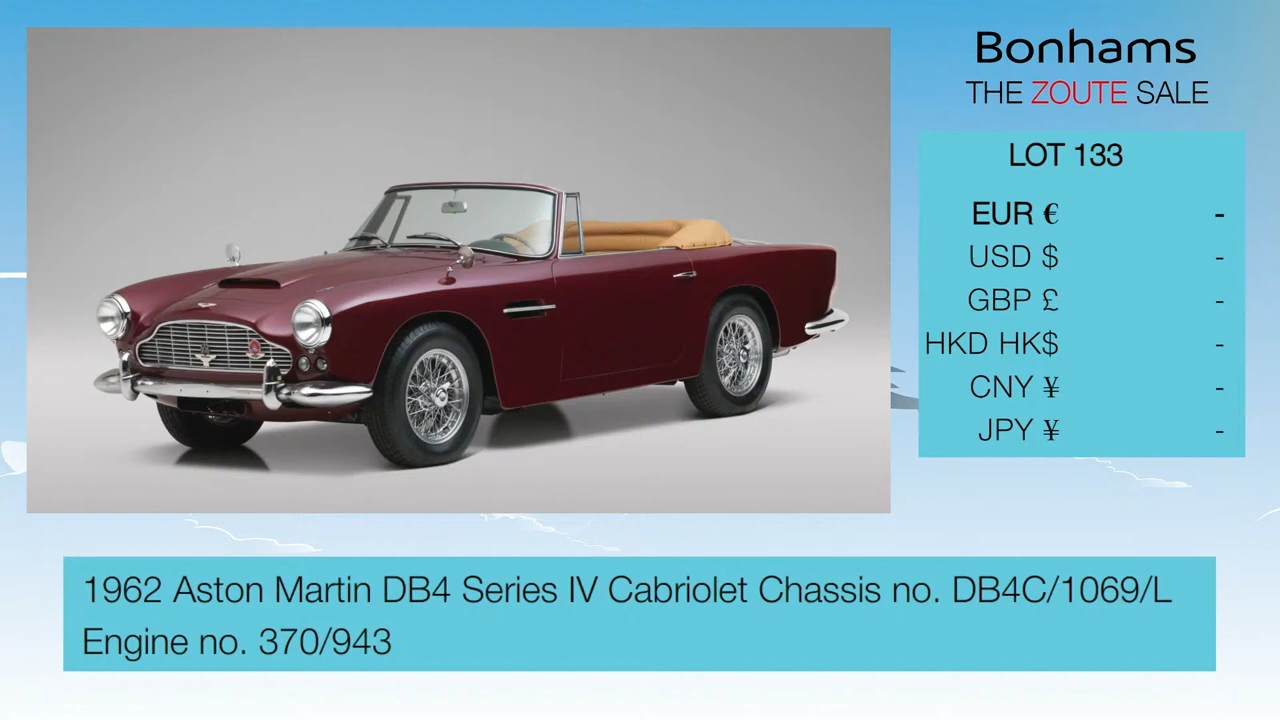 Bonhams
THE ZOUTE SALE
LOT 133
EUR € -
USD $ -
GBP £ -
HKD HK$ -
CNY ¥ -
JPY ¥ -
1962 Aston Martin DB4 Series IV Cabriolet Chassis no. DB4C/1069/L
Engine no. 370/943